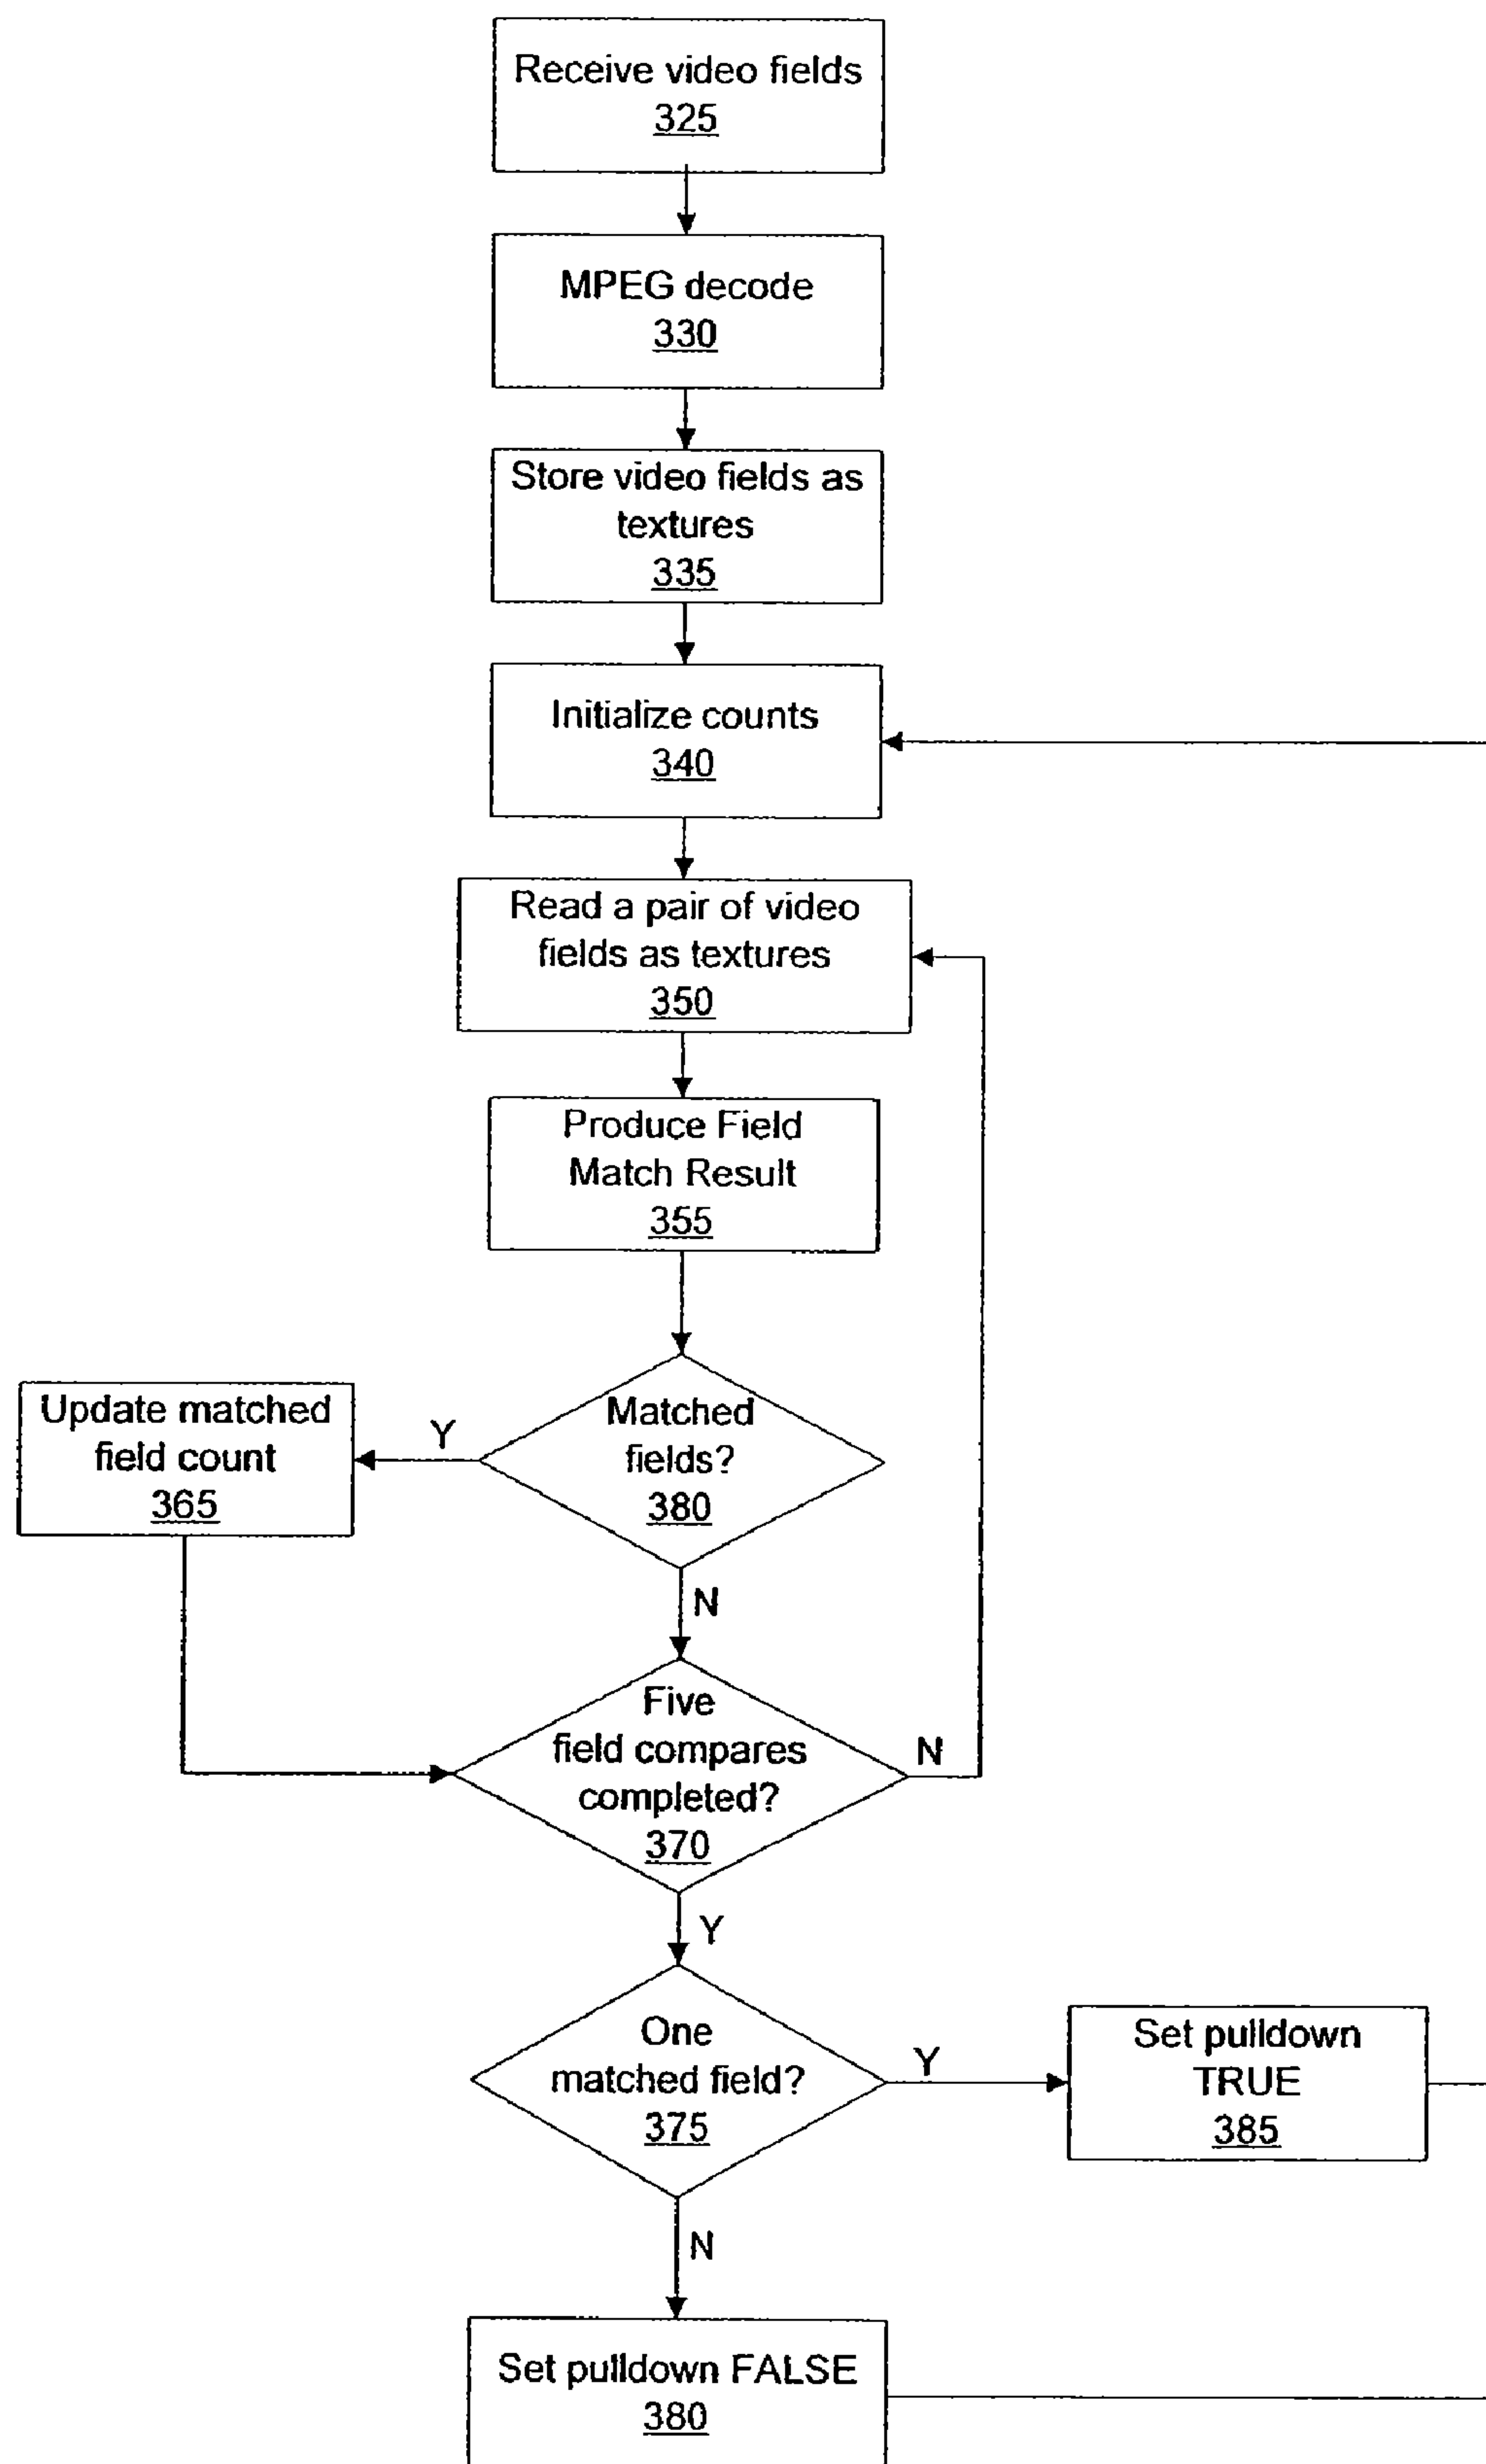 Receive video fields
325
MPEG decode
330
Store video fields as
textures
335
Initialize counts
340
Read a pair of video
fields as textures
350
Produce Field
Match Result
355
Matched
fields?
380
Y
Update matched
field count
365
N
Five
field compares
completed?
370
N
Y
One
matched field?
375
Y
Set pulldown
TRUE
385
N
Set pulldown FALSE
380